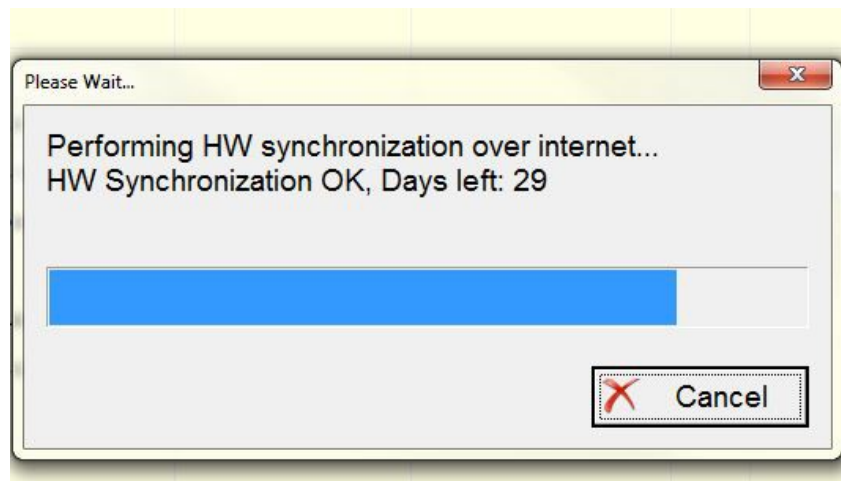 Please Wait...
Performing HW synchronization over internet...
HW Synchronization OK, Days left: 29
Cancel